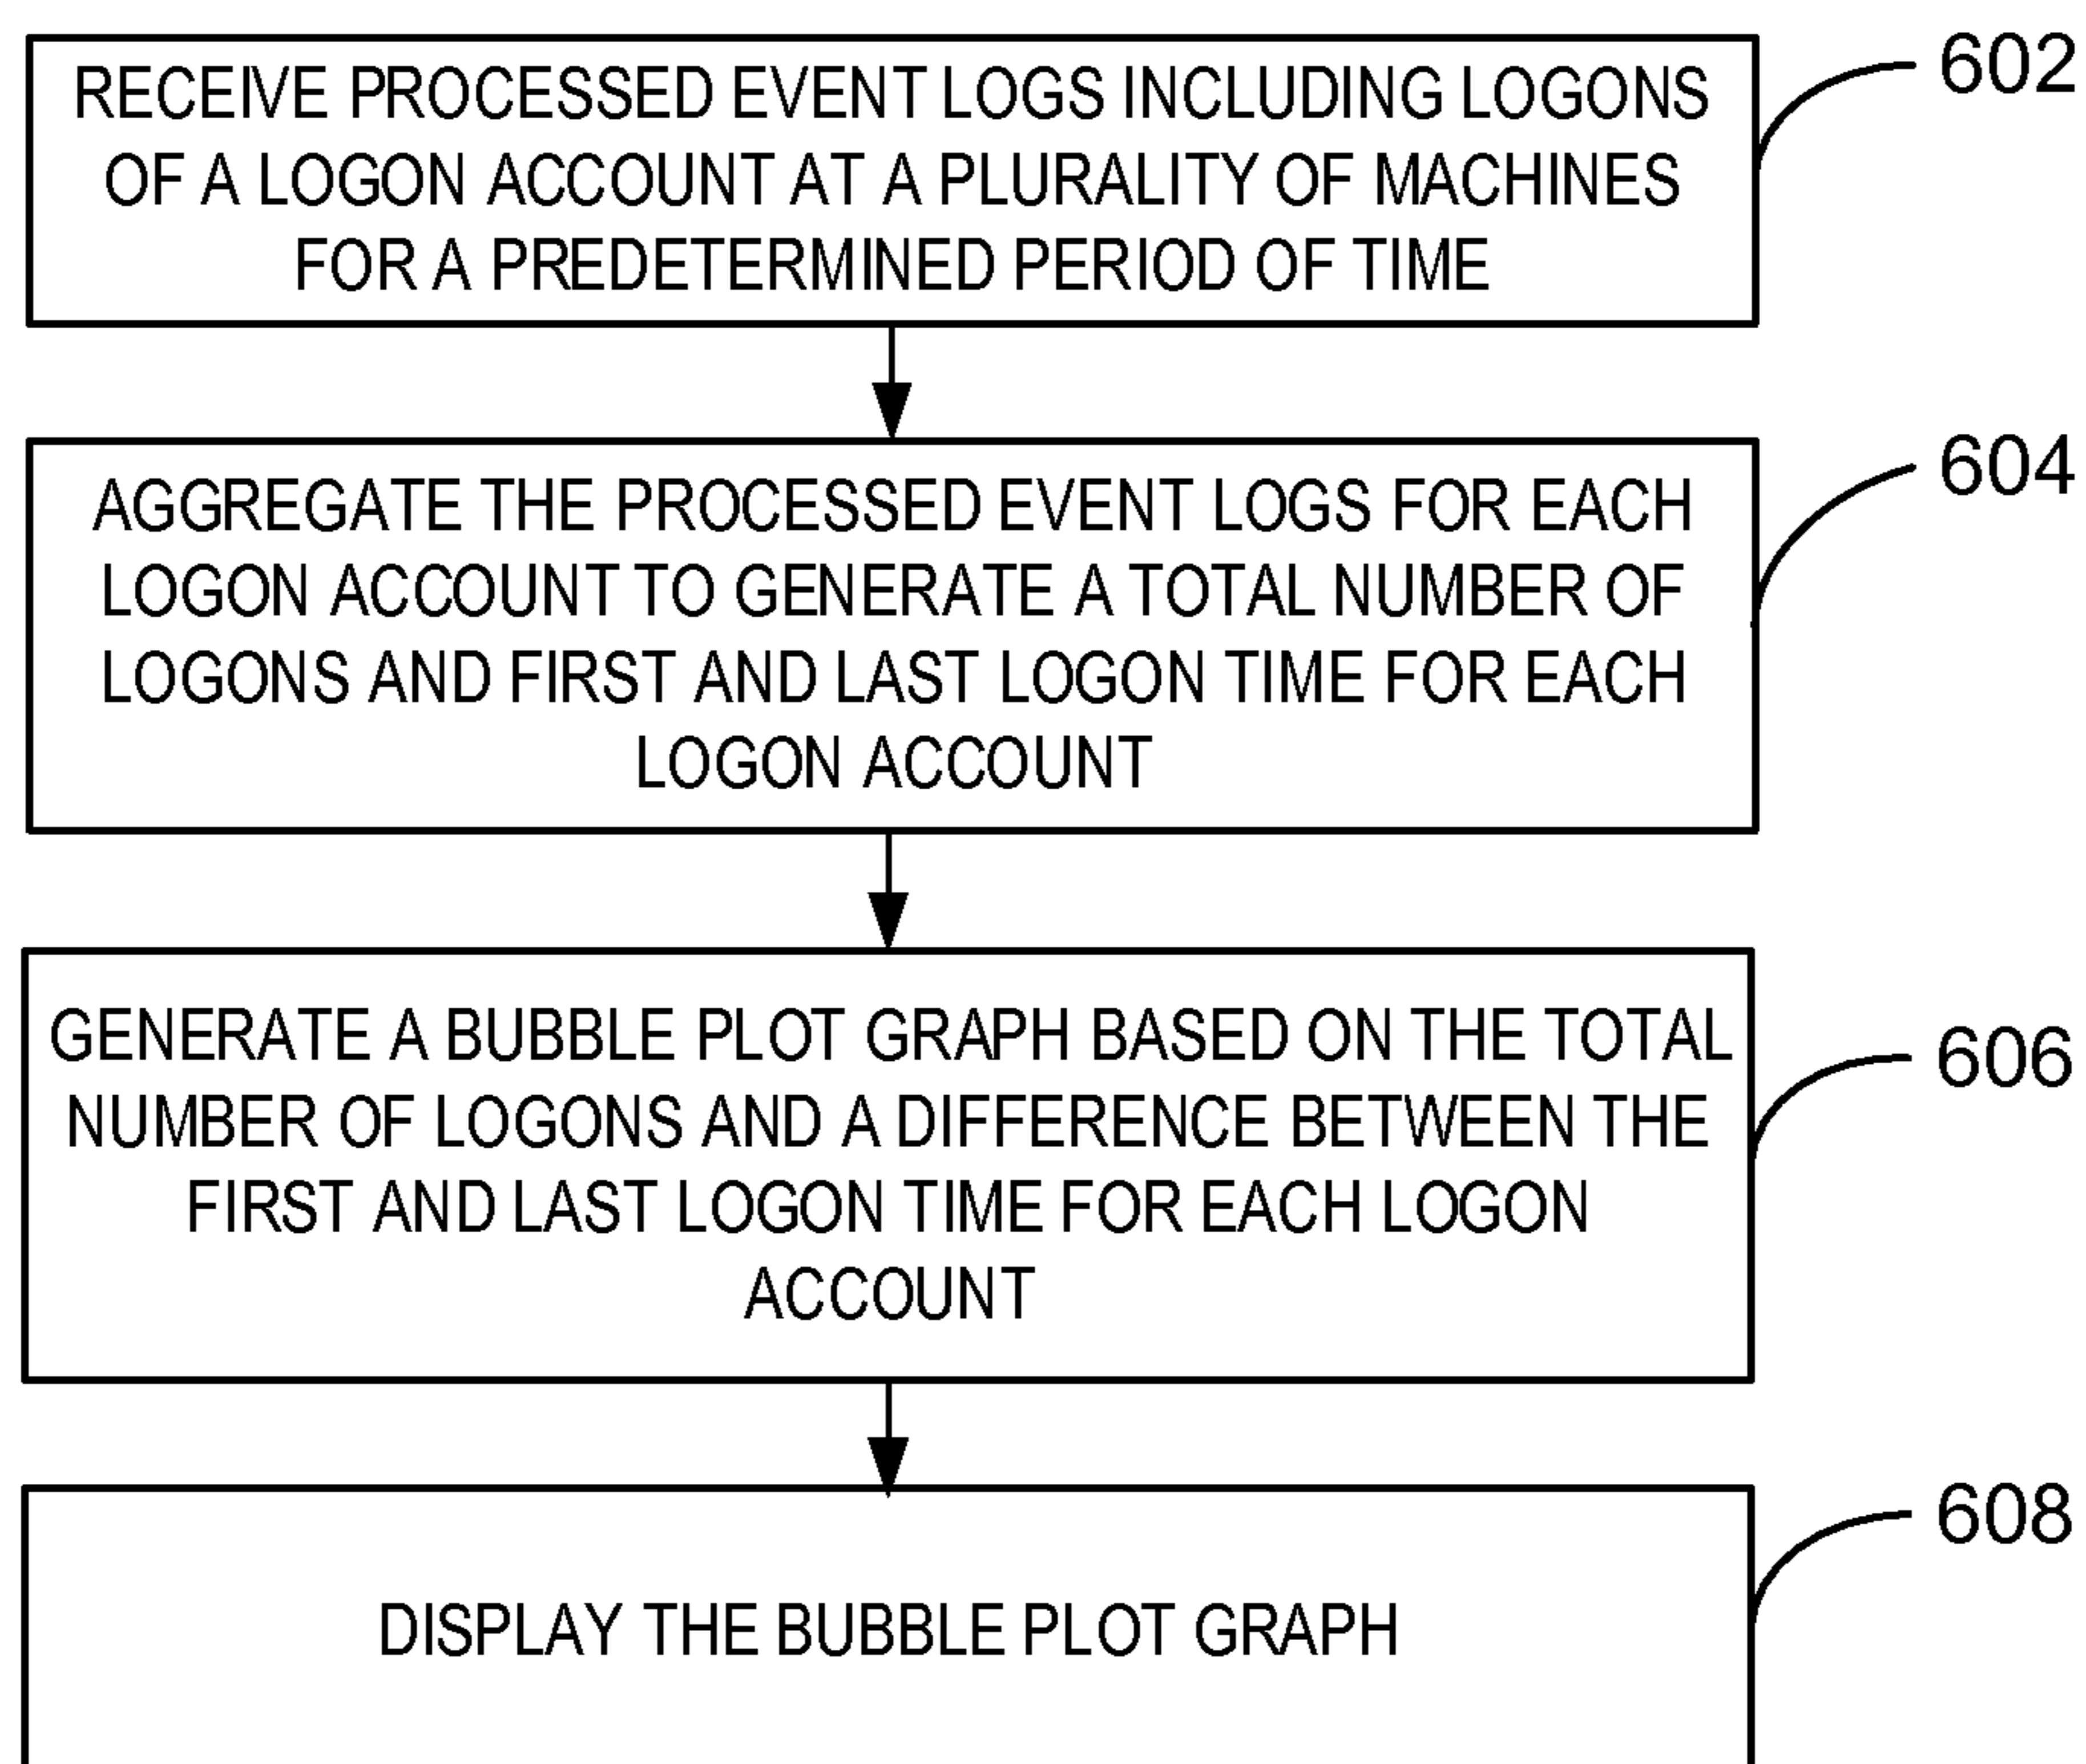 RECEIVE PROCESSED EVENT LOGS INCLUDING LOGONS
OF A LOGON ACCOUNT AT A PLURALITY OF MACHINES
FOR A PREDETERMINED PERIOD OF TIME
602
AGGREGATE THE PROCESSED EVENT LOGS FOR EACH
LOGON ACCOUNT TO GENERATE A TOTAL NUMBER OF
LOGONS AND FIRST AND LAST LOGON TIME FOR EACH
LOGON ACCOUNT
604
GENERATE A BUBBLE PLOT GRAPH BASED ON THE TOTAL
NUMBER OF LOGONS AND A DIFFERENCE BETWEEN THE
FIRST AND LAST LOGON TIME FOR EACH LOGON
ACCOUNT
606
DISPLAY THE BUBBLE PLOT GRAPH
608